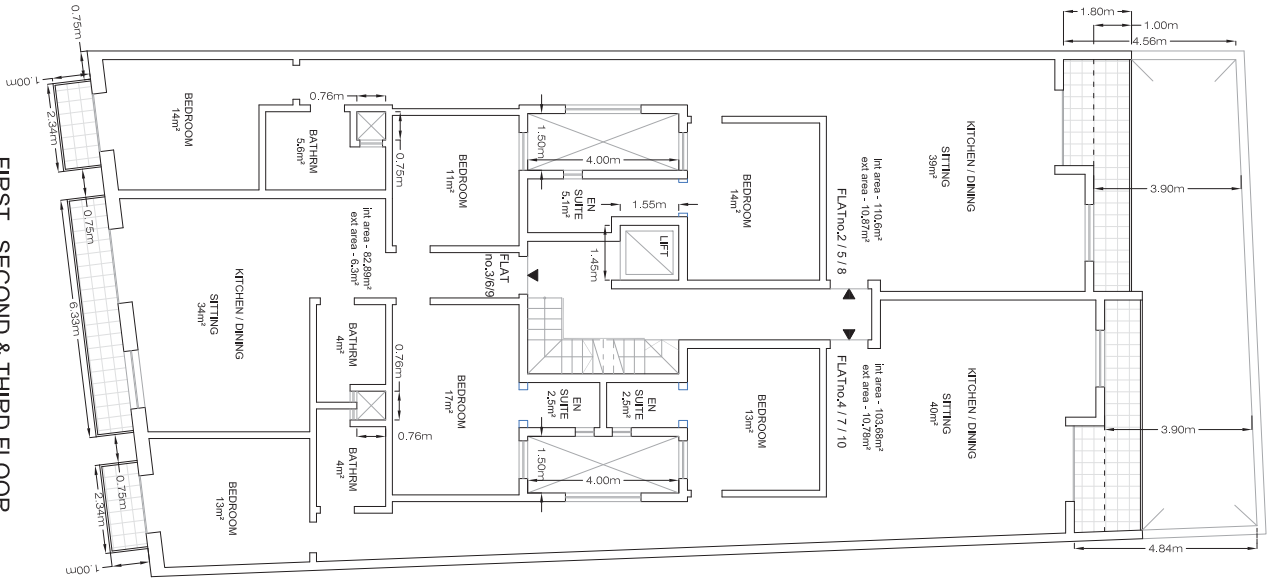 FIRST , SECOND & THIRD FLOOR
0.75m
1.00m
2.34m
0.75m
6.33m
0.75m
2.34m
1.00m
BEDROOM
14m²
BATHRM
5,6m²
0.76m
0.75m
BEDROOM
11m²
1.50m
4.00m
EN
SUITE
5.1m²
1.55m
LIFT
1.45m
BEDROOM
14m²
FLATno.2 / 5 / 8
Int area - 110,6m²
ext area - 10,87m²
KITCHEN / DINING
SITTING
39m²
1.80m
1.00m
4.56m
3.90m
int area - 82,89m²
ext area - 6.3m²
FLAT
no.3/6/9
KITCHEN / DINING
SITTING
34m²
BATHRM
4m²
0.76m
0.76m
BATHRM
4m²
BEDROOM
13m²
BEDROOM
17m²
EN
SUITE
2,5m²
EN
SUITE
2,5m²
1.50m
4.00m
BEDROOM
13m²
FLATno.4 / 7 / 10
int area - 103,68m²
ext area - 10,78m²
KITCHEN / DINING
SITTING
40m²
3.90m
4.84m